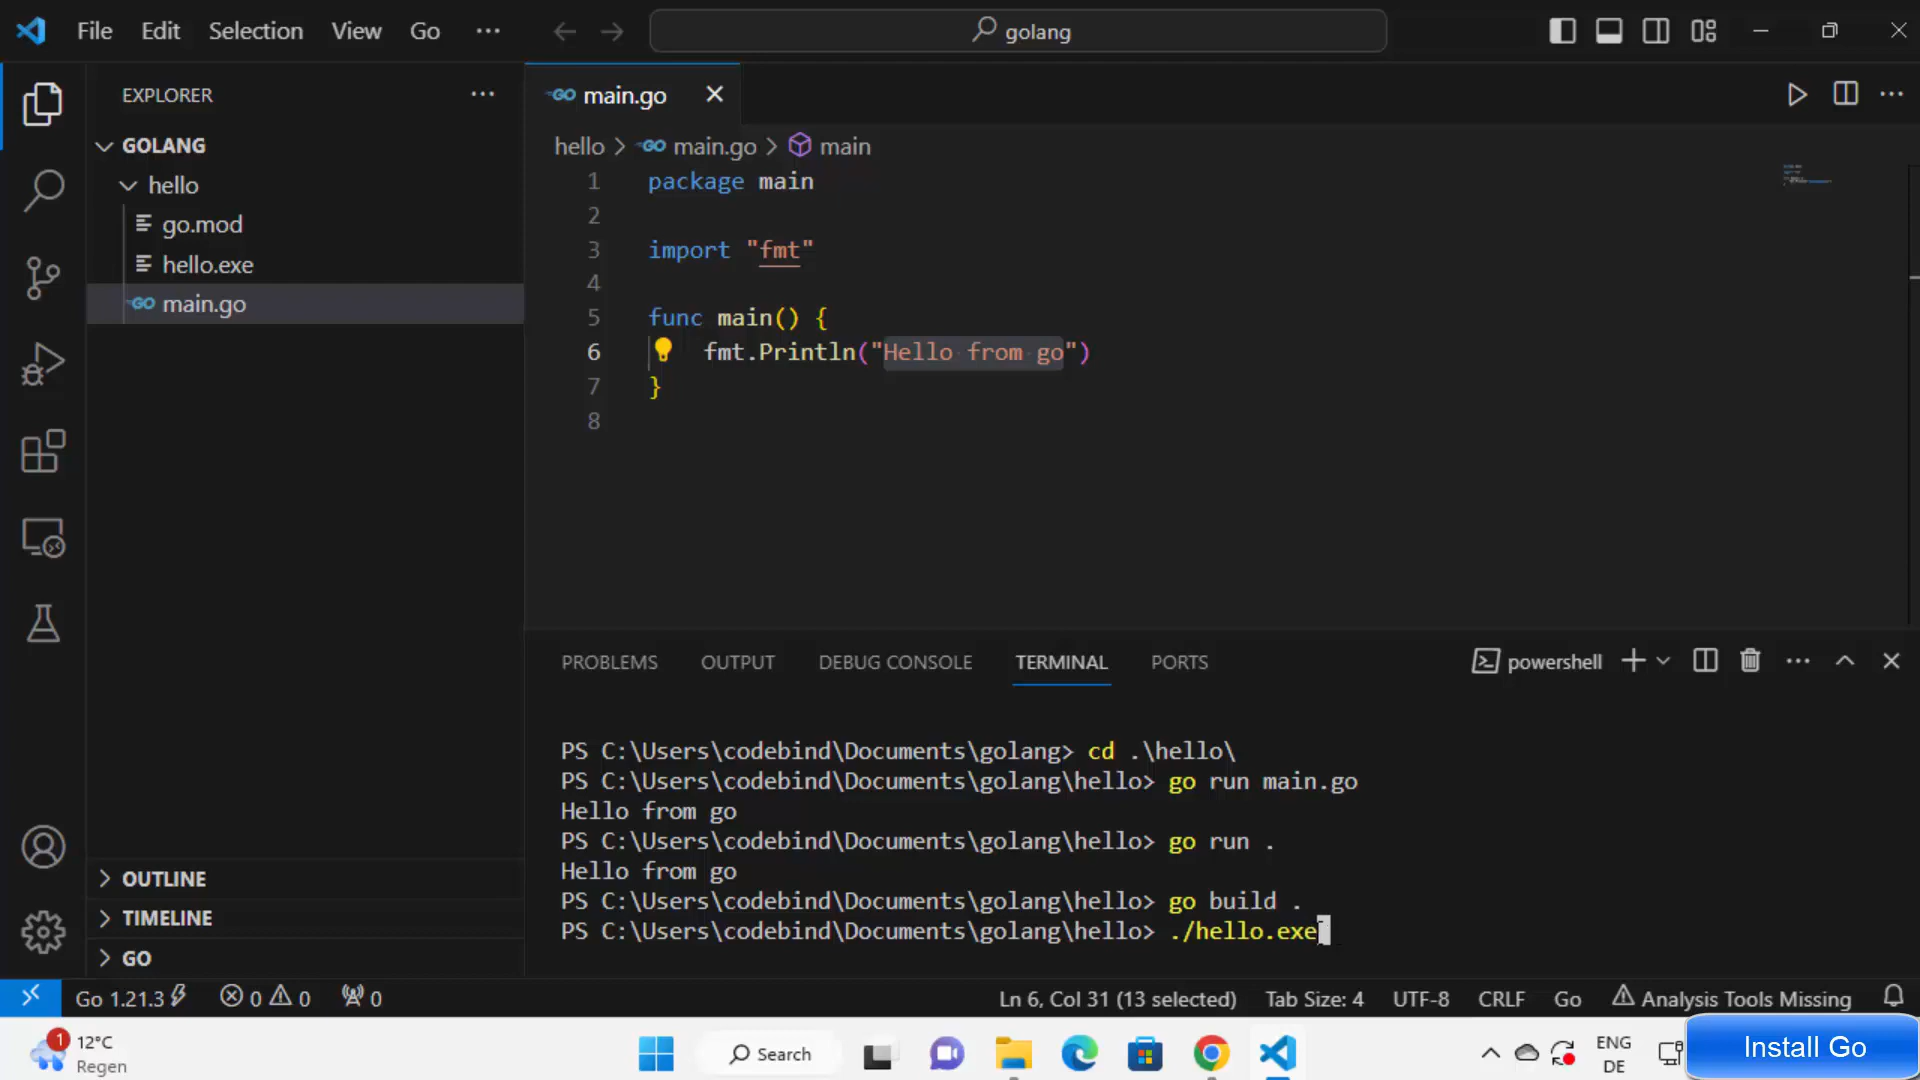 File Edit Selection View Go ··· golang
EXPLORER ···
GO main.go
GOLANG
hello
go.mod
hello.exe
GO main.go
hello > GO main.go > main
1 package main
2
3 import "fmt"
4
5 func main() {
6 fmt.Println("Hello from go")
7 }
8
PROBLEMS OUTPUT DEBUG CONSOLE TERMINAL PORTS powershell
PS C:\Users\codebind\Documents\golang> cd .\hello\
PS C:\Users\codebind\Documents\golang\hello> go run main.go
Hello from go
PS C:\Users\codebind\Documents\golang\hello> go run .
Hello from go
PS C:\Users\codebind\Documents\golang\hello> go build .
PS C:\Users\codebind\Documents\golang\hello> ./hello.exe
OUTLINE
TIMELINE
GO
Go 1.21.3 0 0 0 Ln 6, Col 31 (13 selected) Tab Size: 4 UTF-8 CRLF Go Analysis Tools Missing
1 12°C
Regen
Search
ENG
DE
Install Go